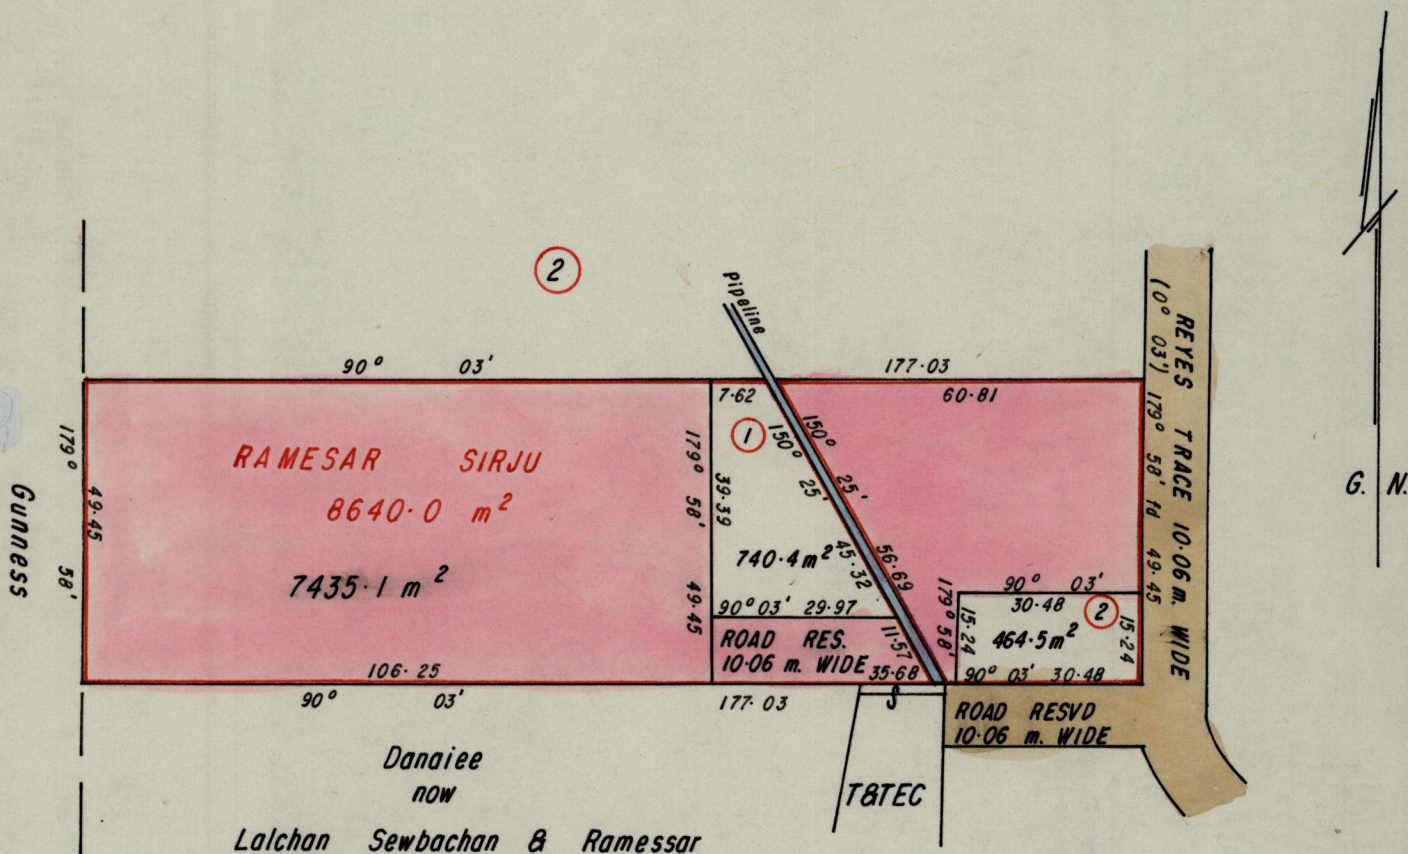 2
pipeline
90° 03' 177·03
7·62 60·81
1
RAMESAR SIRJU
8640·0 m²
7435·1 m²
179° 58'
49·45
Gunness
179° 58' 49·45
39·39
150° 25' 45·32
150° 25' 56·69
740·4 m²
90° 03' 29·97
ROAD RES.
10·06 m. WIDE
11·57
35·68
179° 58'
90° 03'
30·48
2
15·24
464·5 m²
15·24
90° 03' 30·48
REYES TRACE 10·06 m. WIDE
(0° 03') 179° 58' td 49·45
G. N.
106·25
90° 03' 177·03
S
ROAD RESVD
10·06 m. WIDE
T&TEC
Danaiee
now
Lalchan Sewbachan & Ramessar